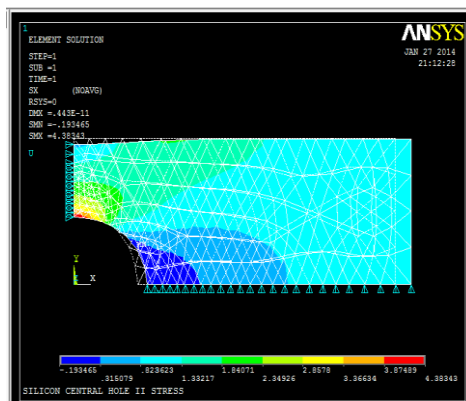 1
ELEMENT SOLUTION
ANSYS
JAN 27 2014
21:12:28
STEP=1
SUB =1
TIME=1
SX (NOAVG)
RSYS=0
DMX =.443E-11
SMN =-.193465
SMX =4.38343
U
Y
X
-.193465 .823623 1.84071 2.8578 3.87489
.315079 1.33217 2.34926 3.36634 4.38343
SILICON CENTRAL HOLE II STRESS